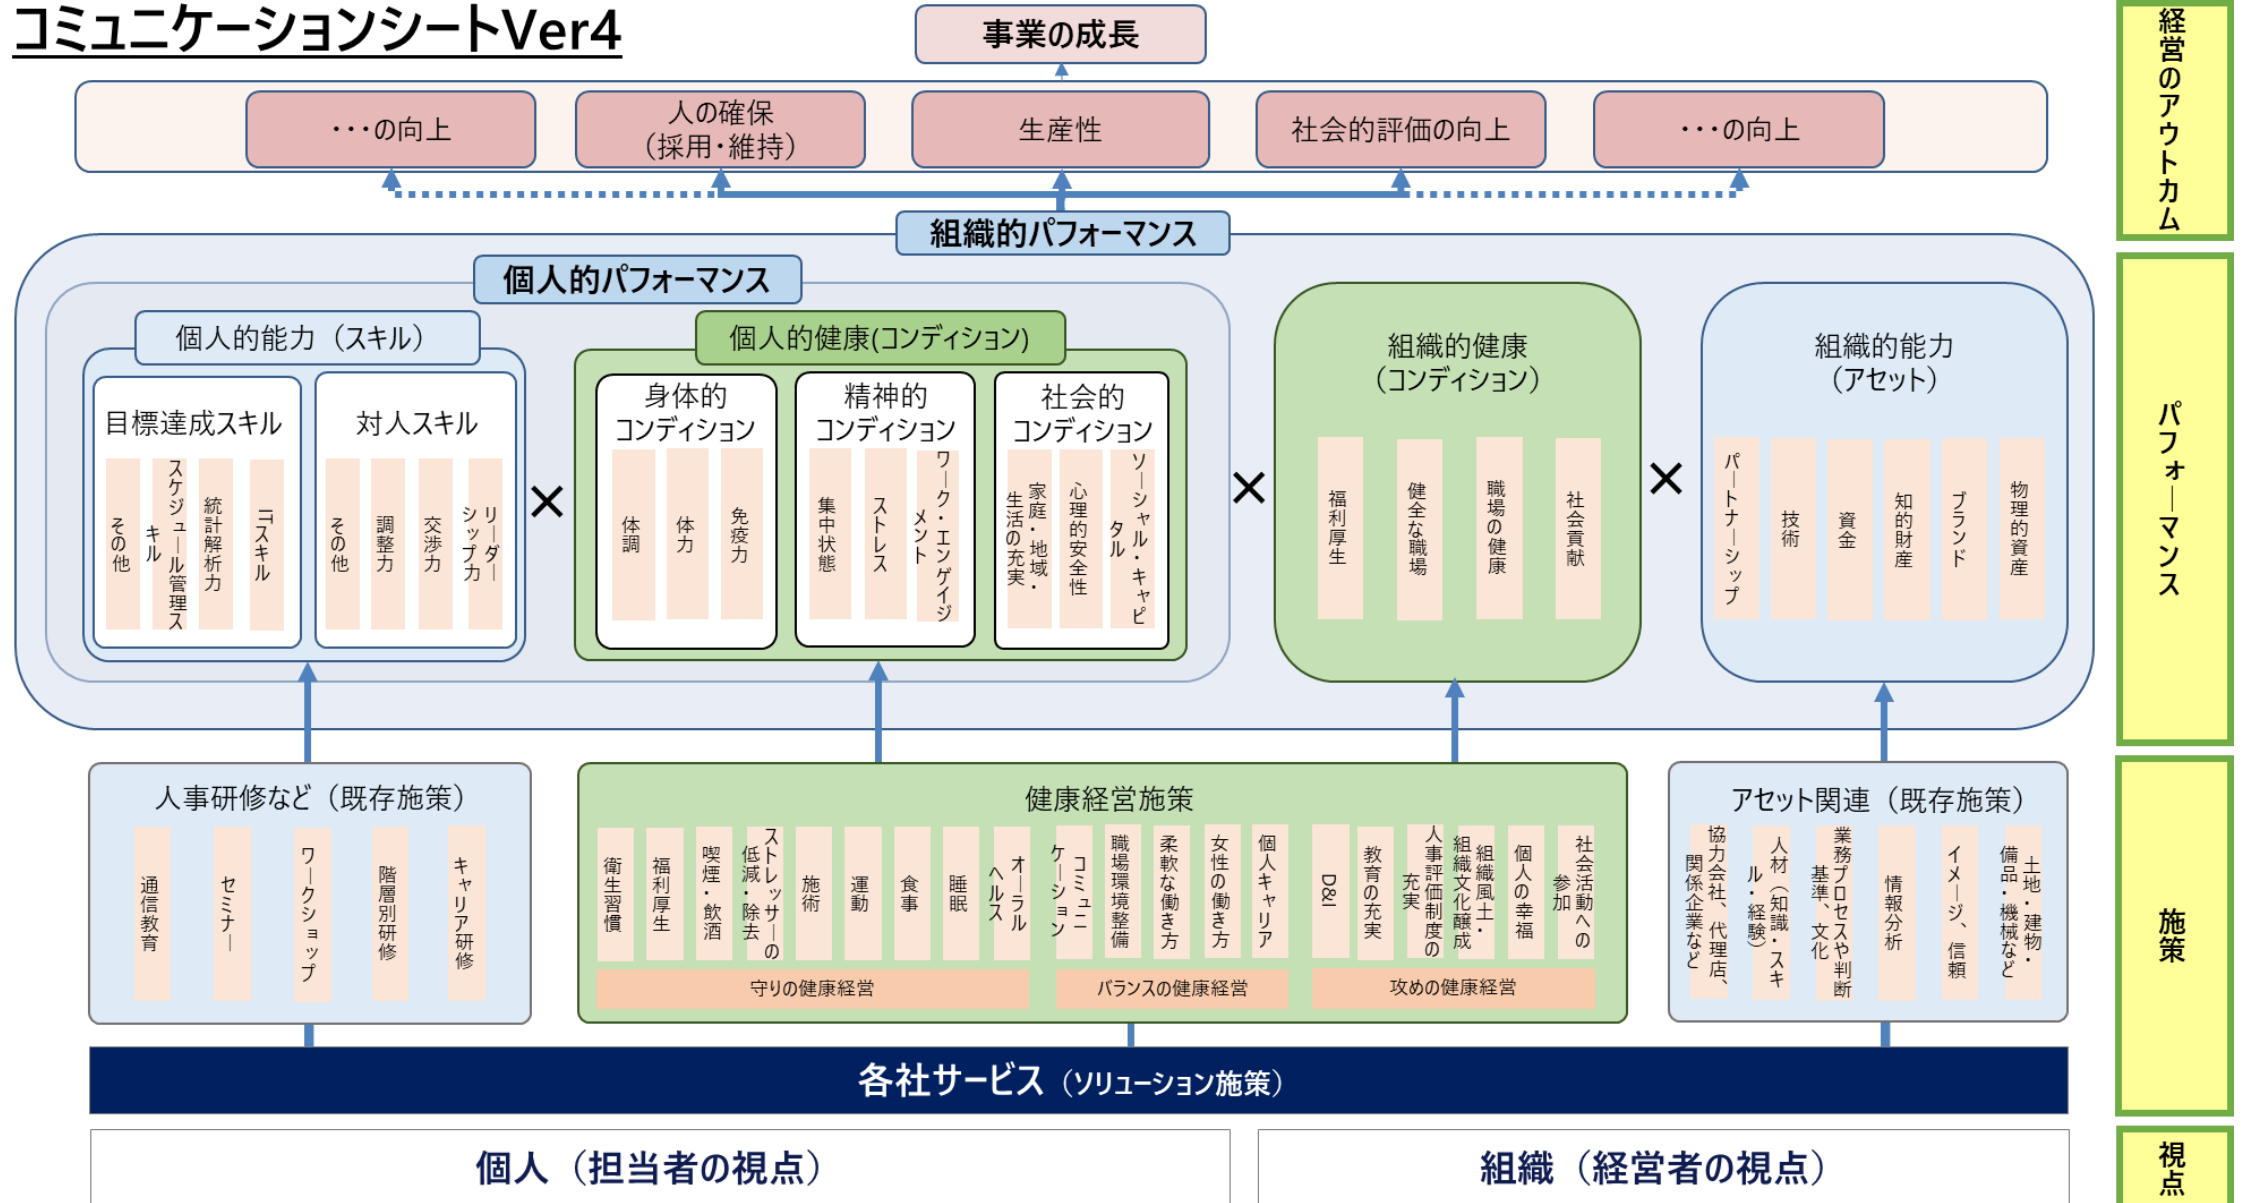 コミュニケーションシートVer4
事業の成長
・・・の向上
人の確保
（採用・維持）
生産性
社会的評価の向上
・・・の向上
経営のアウトカム
組織的パフォーマンス
個人的パフォーマンス
個人的能力（スキル）
目標達成スキル
その他
スケジュール管理ス
キル
統計解析力
ITスキル
対人スキル
その他
調整力
交渉力
リーダー
シップ力
×
個人的健康(コンディション)
身体的
コンディション
体調
体力
免疫力
精神的
コンディション
集中状態
ストレス
ワーク・エンゲイジ
メント
社会的
コンディション
家庭・地域・
生活の充実
心理的安全性
ソーシャル・キャピ
タル
×
組織的健康
（コンディション）
福利厚生
健全な職場
職場の健康
社会貢献
×
組織的能力
（アセット）
パートナーシップ
技術
資金
知的財産
ブランド
物理的資産
パフォーマンス
人事研修など（既存施策）
通信教育
セミナー
ワークショップ
階層別研修
キャリア研修
健康経営施策
衛生習慣
福利厚生
喫煙・飲酒
ストレッサーの
低減・除去
施術
運動
食事
睡眠
オーラル
ヘルス
守りの健康経営
コミュニ
ケーション
職場環境整備
柔軟な働き方
女性の働き方
個人キャリア
バランスの健康経営
D&I
教育の充実
人事評価制度の
充実
組織風土・
組織文化醸成
個人の幸福
社会活動への
参加
攻めの健康経営
アセット関連（既存施策）
協力会社、代理店、
関係企業など
人材（知識・スキ
ル・経験）
業務プロセスや判断
基準、文化
情報分析
イメージ、信頼
土地・建物・
備品・機械など
施策
各社サービス（ソリューション施策）
個人（担当者の視点）
組織（経営者の視点）
視点